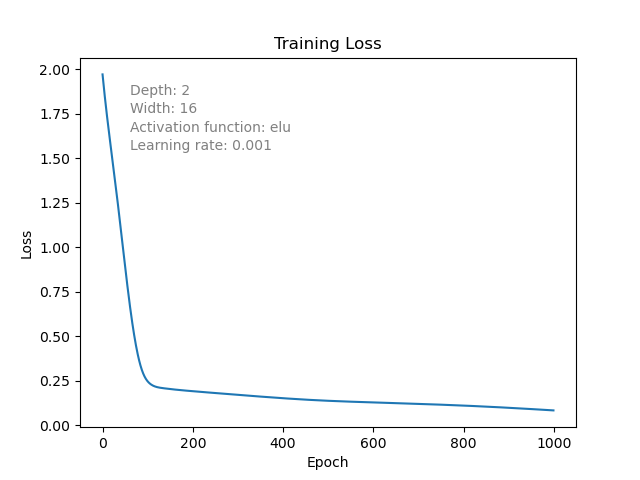 Training Loss
2.00
1.75
1.50
1.25
1.00
0.75
0.50
0.25
0.00
Loss
Depth: 2
Width: 16
Activation function: elu
Learning rate: 0.001
0 200 400 600 800 1000
Epoch